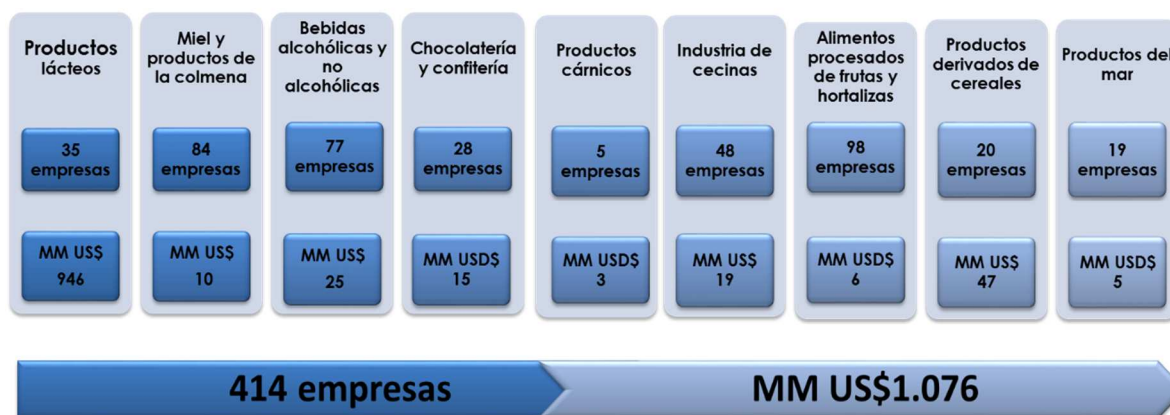 Productos
lácteos
35
empresas
MM US$
946
Miel y
productos de
la colmena
84
empresas
MM US$
10
Bebidas
alcohólicas y
no
alcohólicas
77
empresas
MM US$
25
Chocolatería
y confitería
28
empresas
MM USD$
15
Productos
cárnicos
5
empresas
MM USD$
3
Industria de
cecinas
48
empresas
MM US$
19
Alimentos
procesados
de frutas y
hortalizas
98
empresas
MM USD$
6
Productos
derivados de
cereales
20
empresas
MM US$
47
Productos del
mar
19
empresas
MM USD$
5
414 empresas
MM US$1.076